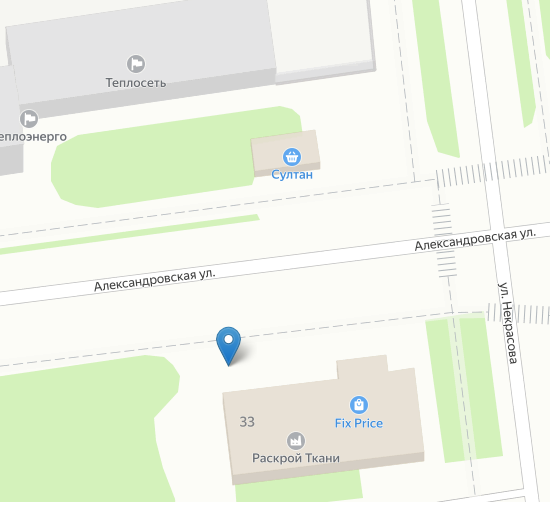 Теплосеть
еплоэнерго
Султан
Александровская ул.
Александровская ул.
ул. Некрасова
33
Fix Price
Раскрой Ткани